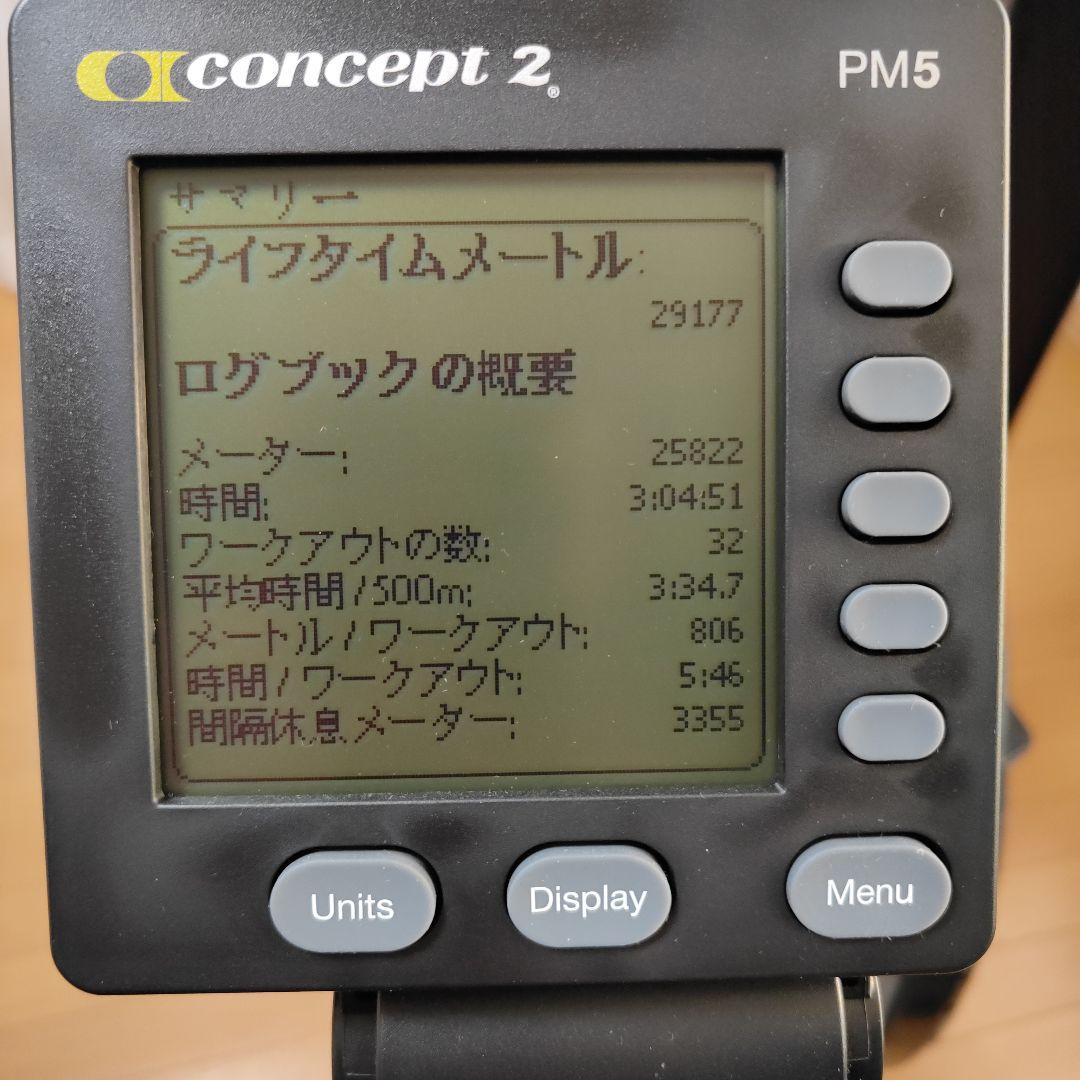 concept 2®
PM5
サマリー
ライフタイムメートル:
29177
ログブックの概要
メーダー: 25822
時間: 3:04:51
ワークアウトの数: 32
平均時間/500m: 3:34.7
メートル/ワークアウト: 806
時間/ワークアウト: 5:46
間隔休息メーダー: 3355
Units
Display
Menu